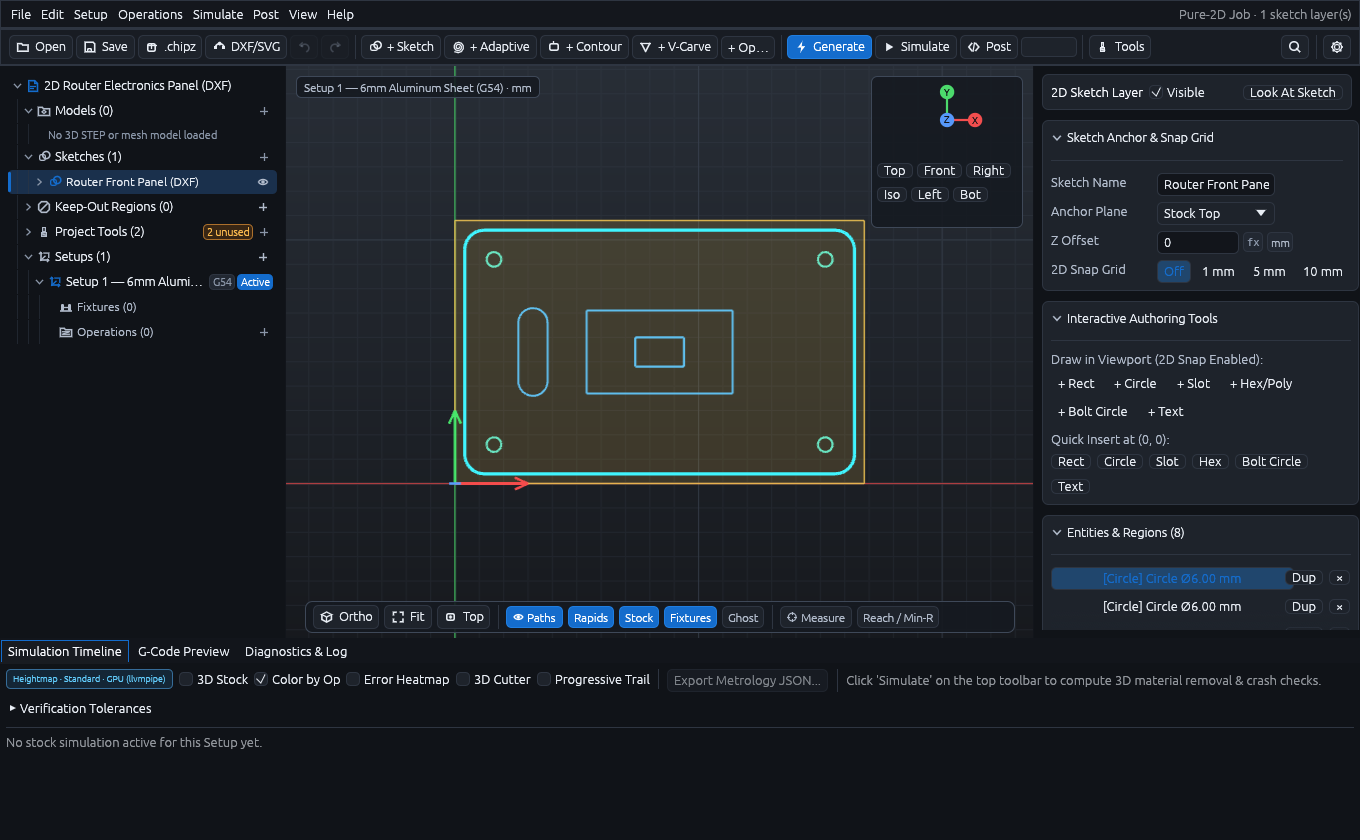 File Edit Setup Operations Simulate Post View Help
Pure-2D Job · 1 sketch layer(s)
Open Save .chipz DXF/SVG + Sketch + Adaptive + Contour + V-Carve + Op... Generate Simulate Post Tools
2D Router Electronics Panel (DXF)
Models (0) +
No 3D STEP or mesh model loaded
Sketches (1) +
Router Front Panel (DXF)
Keep-Out Regions (0) +
Project Tools (2) 2 unused +
Setups (1) +
Setup 1 — 6mm Alumi... G54 Active
Fixtures (0)
Operations (0) +
Setup 1 — 6mm Aluminum Sheet (G54) · mm
Y
Z X
Top Front Right
Iso Left Bot
Ortho Fit Top Paths Rapids Stock Fixtures Ghost Measure Reach / Min-R
2D Sketch Layer Visible Look At Sketch
Sketch Anchor & Snap Grid
Sketch Name Router Front Pane
Anchor Plane Stock Top
Z Offset 0 fx mm
2D Snap Grid Off 1 mm 5 mm 10 mm
Interactive Authoring Tools
Draw in Viewport (2D Snap Enabled):
+ Rect + Circle + Slot + Hex/Poly
+ Bolt Circle + Text
Quick Insert at (0, 0):
Rect Circle Slot Hex Bolt Circle
Text
Entities & Regions (8)
[Circle] Circle Ø6.00 mm Dup ×
[Circle] Circle Ø6.00 mm Dup ×
Simulation Timeline G-Code Preview Diagnostics & Log
Heightmap · Standard · GPU (llvmpipe) 3D Stock Color by Op Error Heatmap 3D Cutter Progressive Trail Export Metrology JSON... Click 'Simulate' on the top toolbar to compute 3D material removal & crash checks.
Verification Tolerances
No stock simulation active for this Setup yet.